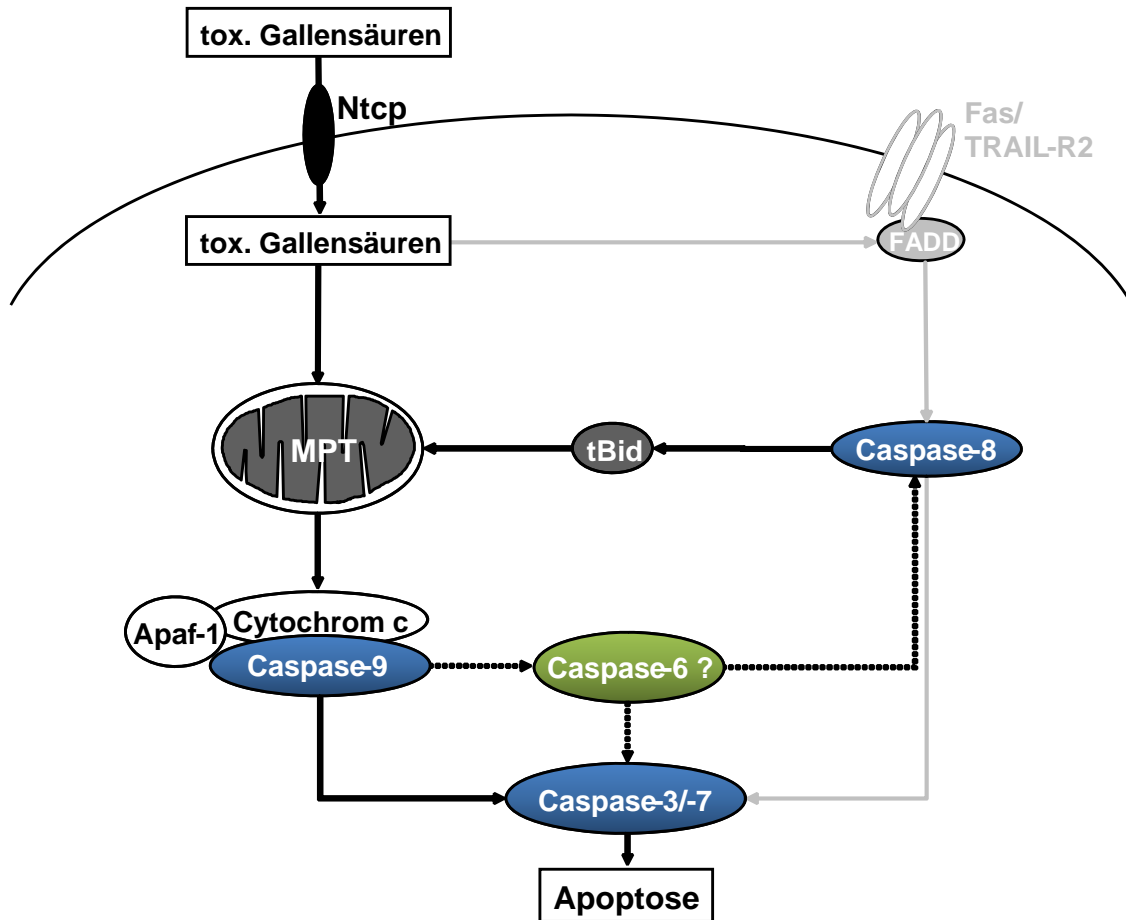 tox. Gallensäuren
Ntcp
Fas/
TRAIL-R2
tox. Gallensäuren
FADD
MPT
tBid
Caspase-8
Apaf-1
Cytochrom c
Caspase-9
Caspase-6 ?
Caspase-3/-7
Apoptose